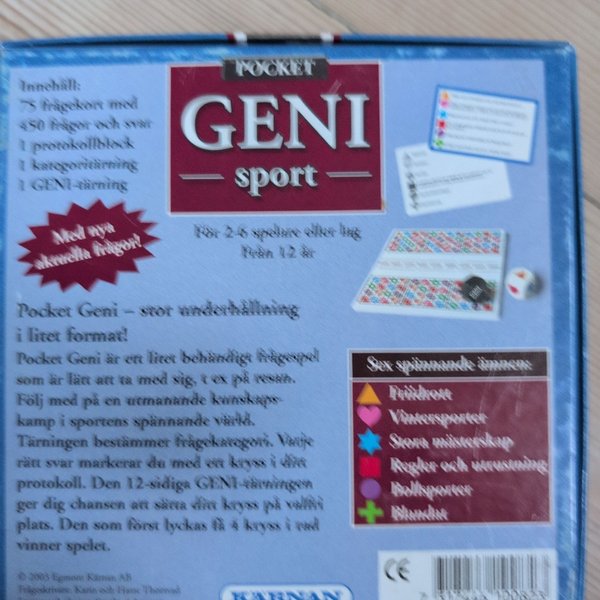 POCKET
GENI
sport
Innehåll:
75 frågekort med
450 frågor och svar
1 protokollblock
1 kategoritärning
1 GENI-tärning
Med nya
aktuella frågor!
För 2-6 spelare eller lag
Från 12 år
Pocket Geni – stor underhållning
i litet format!
Pocket Geni är ett litet behändigt frågespel
som är lätt att ta med sig, t ex på resan.
Följ med på en utmanande kunskaps-
kamp i sportens spännande värld.
Tärningen bestämmer frågekategori. Varje
rätt svar markerar du med ett kryss i ditt
protokoll. Den 12-sidiga GENI-tärningen
ger dig chansen att sätta ditt kryss på valfri
plats. Den som först lyckas få 4 kryss i rad
vinner spelet.
Sex spännande ämnen:
Friidrott
Vintersporter
Stora mästerskap
Regler och utrustning
Bollsporter
Blandat
© 2003 Egmont Kärnan AB
Frågeskrivare: Karin och Hans Thorvad
KÄRNAN
CE